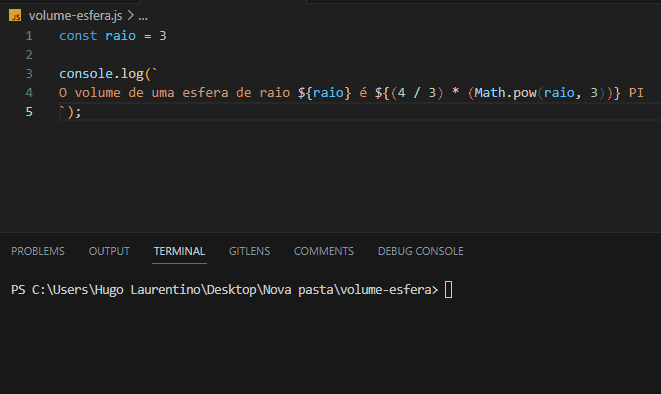 JS volume-esfera.js > ...
1 const raio = 3
2
3 console.log(`
4 O volume de uma esfera de raio ${raio} é ${(4 / 3) * (Math.pow(raio, 3))} PI
5 `);
PROBLEMS OUTPUT TERMINAL GITLENS COMMENTS DEBUG CONSOLE
PS C:\Users\Hugo Laurentino\Desktop\Nova pasta\volume-esfera>